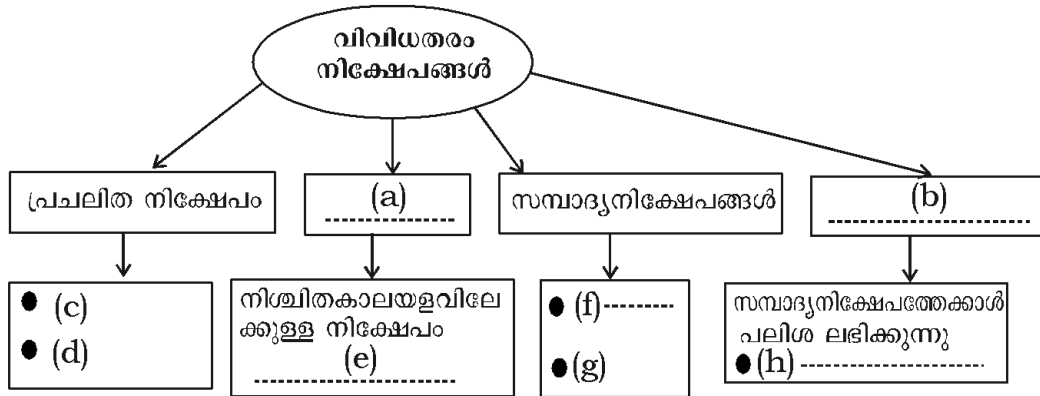 വിവിധതരം
നിക്ഷേപങ്ങൾ
പ്രചലിത നിക്ഷേപം
(a)
സമ്പാദ്യനിക്ഷേപങ്ങൾ
(b)
(c)
(d)
നിശ്ചിതകാലയളവിലേ
ക്കുള്ള നിക്ഷേപം
(e)
(f)
(g)
സമ്പാദ്യനിക്ഷേപത്തേക്കാൾ
പലിശ ലഭിക്കുന്നു
(h)